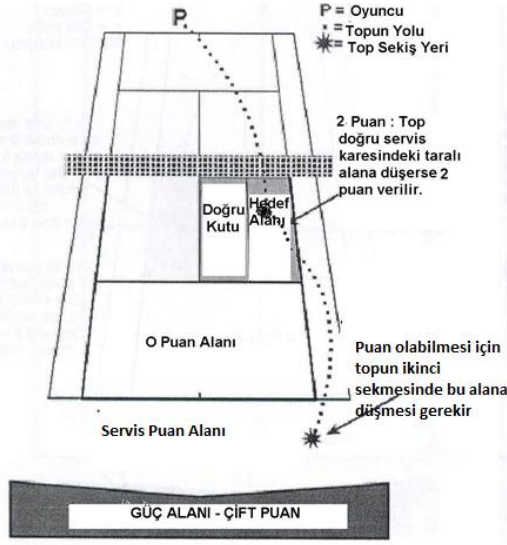 P
P = Oyuncu
= Topun Yolu
= Top Sekiş Yeri
2 Puan : Top
doğru servis
karesindeki taralı
alana düşerse 2
puan verilir.
Doğru
Kutu
Hedef
Alanı
O Puan Alanı
Puan olabilmesi için
topun ikinci
sekmesinde bu alana
düşmesi gerekir
Servis Puan Alanı
GÜÇ ALANI - ÇİFT PUAN